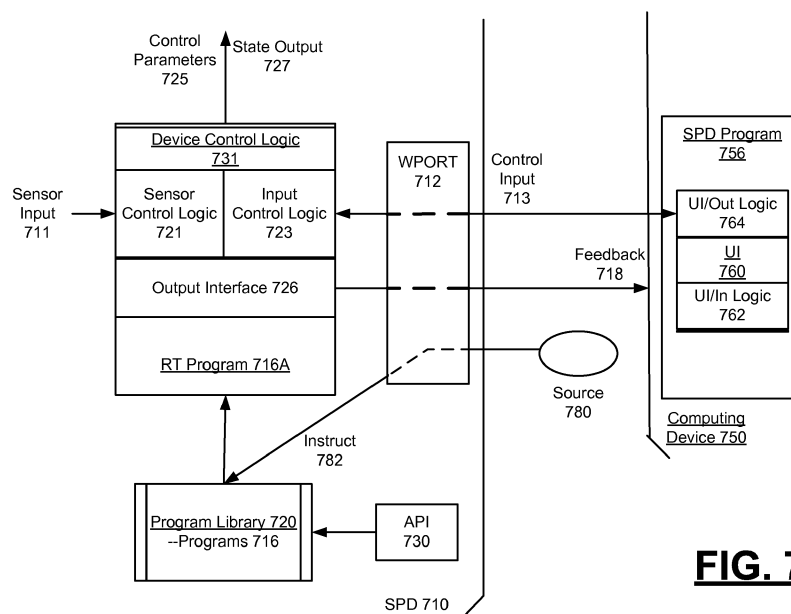 Control
Parameters
725
State Output
727
Device Control Logic
731
Sensor
Input
711
Sensor
Control Logic
721
Input
Control Logic
723
Output Interface 726
RT Program 716A
WPORT
712
Control
Input
713
Feedback
718
SPD Program
756
UI/Out Logic
764
UI
760
UI/In Logic
762
Source
780
Computing
Device 750
Instruct
782
Program Library 720
--Programs 716
API
730
SPD 710
FIG. 7